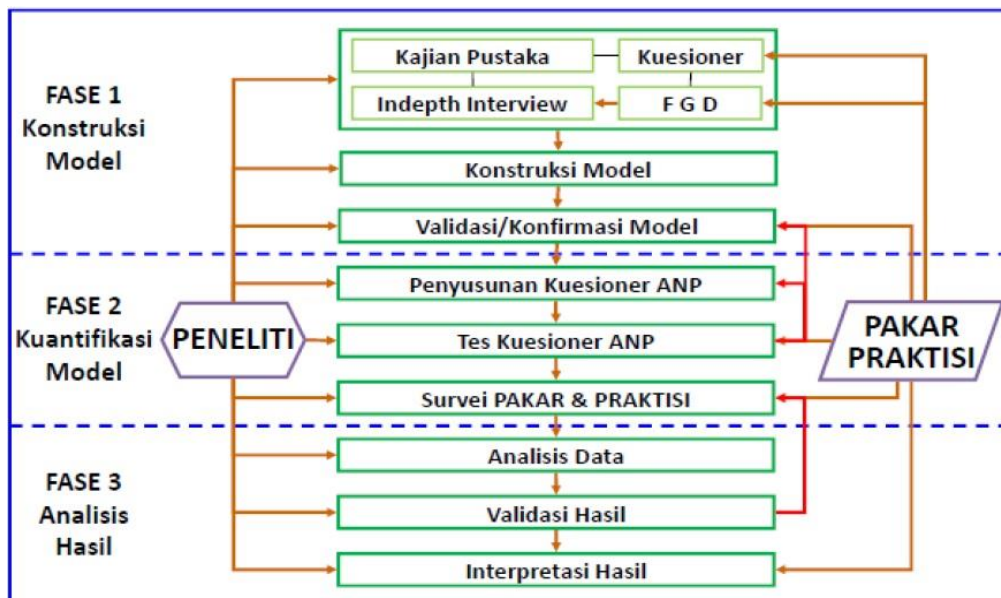 FASE 1
Konstruksi
Model
Kajian Pustaka
Kuesioner
Indepth Interview
F G D
Konstruksi Model
Validasi/Konfirmasi Model
FASE 2
Kuantifikasi
Model
PENELITI
Penyusunan Kuesioner ANP
Tes Kuesioner ANP
Survei PAKAR & PRAKTISI
PAKAR
PRAKTISI
FASE 3
Analisis
Hasil
Analisis Data
Validasi Hasil
Interpretasi Hasil